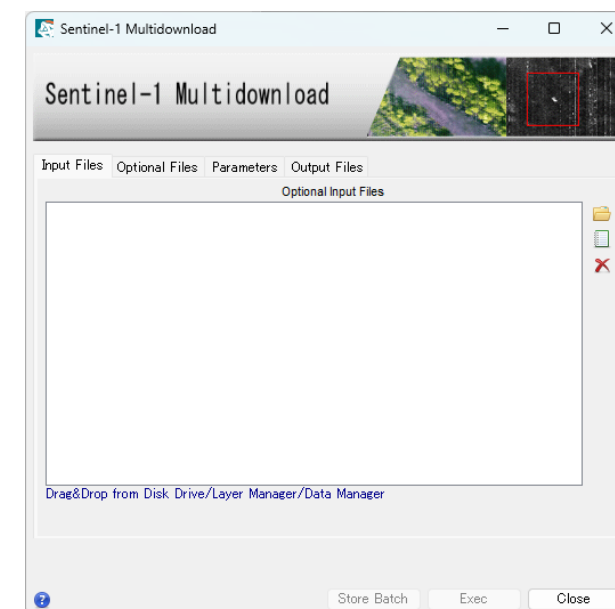 Sentinel-1 Multidownload
Sentinel-1 Multidownload
Input Files Optional Files Parameters Output Files
Optional Input Files
Drag&Drop from Disk Drive/Layer Manager/Data Manager
Store Batch Exec Close